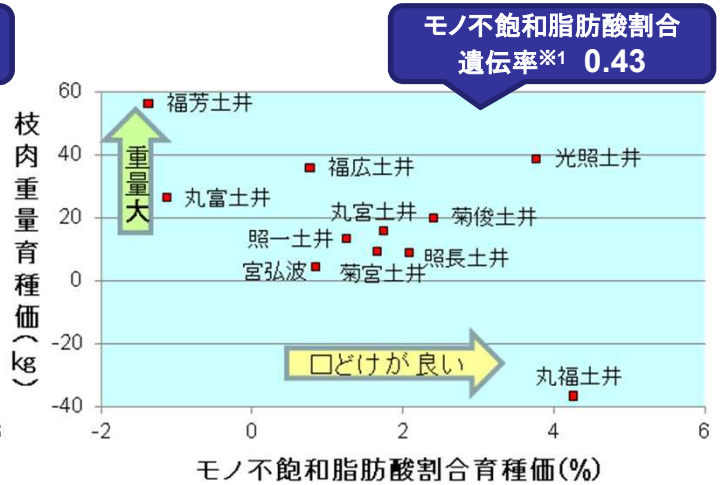 モノ不飽和脂肪酸割合
遺伝率※1 0.43
枝肉重量育種価(kg)
60
40
20
0
-20
-40
福芳土井
重量大
丸富土井
福広土井
光照土井
丸宮土井
菊俊土井
照一土井
照長土井
宮弘波
菊宮土井
口どけが良い
丸福土井
-2
0
2
4
6
モノ不飽和脂肪酸割合育種価(%)